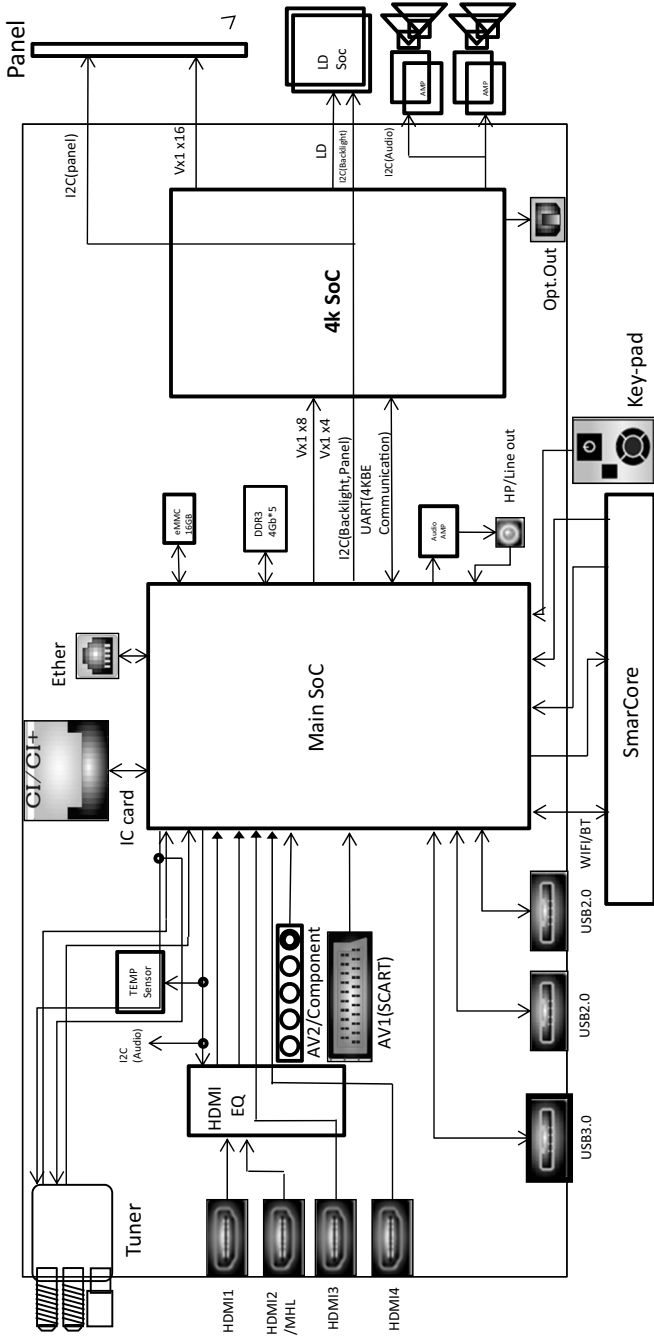 Panel
I2C(panel)
Vx1 x16
LD
Soc
LD
I2C(Backlight)
AMP
AMP
I2C(Audio)
4k SoC
Opt.Out
Key-pad
Vx1 x8
Vx1 x4
I2C(Backlight,Panel)
UART(4KBE
Communication)
HP/Line out
eMMC
16GB
DDR3
4Gb*5
Audio
AMP
Ether
CI/CI+
IC card
Main SoC
SmarCore
WIFI/BT
TEMP
Sensor
I2C
(Audio)
HDMI
EQ
AV2/Component
AV1(SCART)
USB2.0
USB2.0
USB3.0
Tuner
HDMI1
HDMI2
/MHL
HDMI3
HDMI4